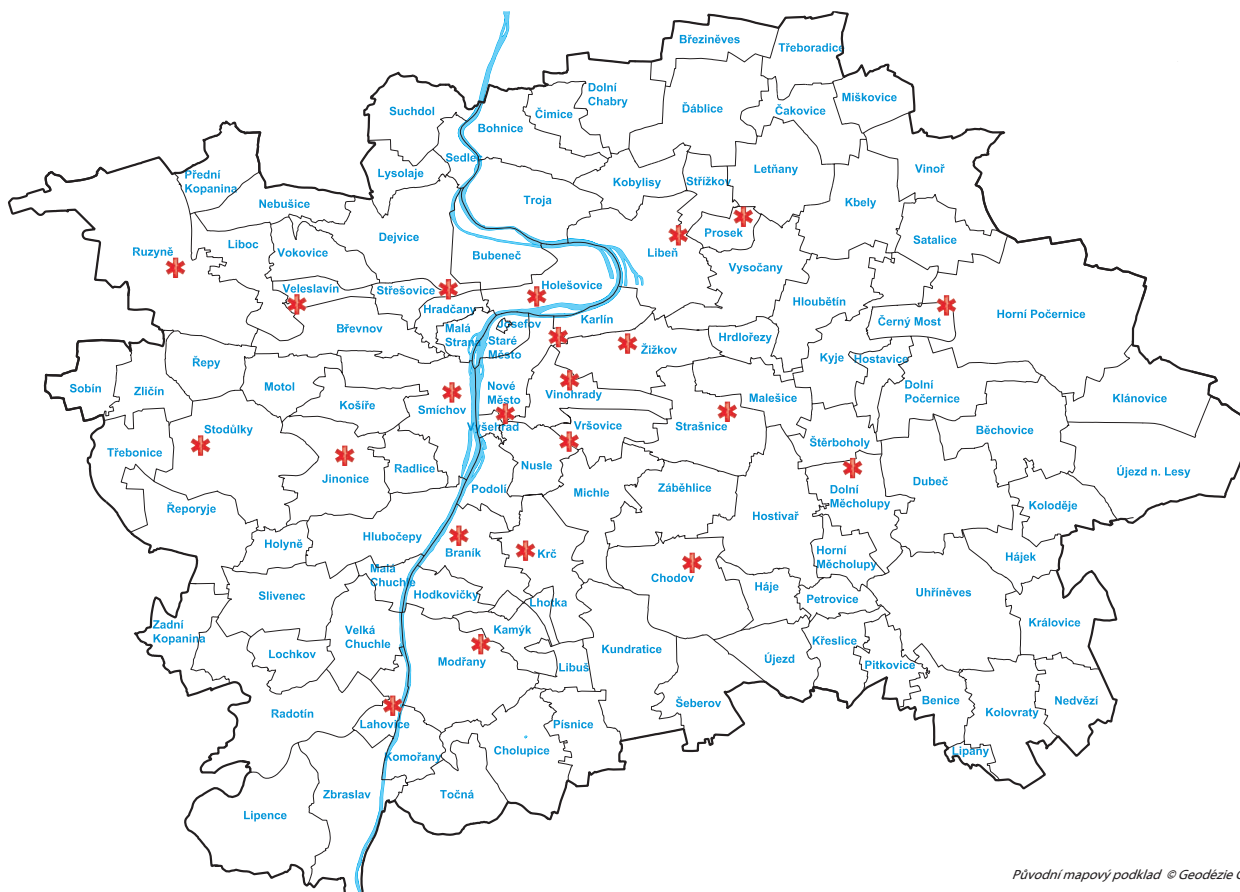 Březiněves
Třeboradice
Dolní
Chabry
Ďáblice
Miškovice
Čakovice
Suchdol
Čimice
Bohnice
Sedlec
Letňany
Vinoř
Přední
Kopanina
Lysolaje
Kobylisy
Střížkov
Troja
Kbely
Nebušice
Dejvice
Liboc
Vokovice
Ruzyně
Bubeneč
Libeň
Prosek
Satalice
Vysočany
Veleslavín
Střešovice
Holešovice
Hradčany
Hloubětín
Horní Počernice
Břevnov
Malá
Strana
Josefov
Staré
Město
Karlín
Černý Most
Žižkov
Hrdlořezy
Kyje
Hostavice
Řepy
Sobín
Zličín
Motol
Košíře
Smíchov
Nové
Město
Vinohrady
Malešice
Dolní
Počernice
Klánovice
Vyšehrad
Vršovice
Strašnice
Běchovice
Stodůlky
Třebonice
Štěrboholy
Jinonice
Radlice
Nusle
Újezd n. Lesy
Podolí
Michle
Záběhlice
Dolní
Měcholupy
Dubeč
Koloděje
Řeporyje
Hostivař
Holyně
Hlubočepy
Braník
Krč
Horní
Měcholupy
Hájek
Malá
Chuchle
Chodov
Háje
Slivenec
Hodkovičky
Lhotka
Petrovice
Uhříněves
Zadní
Kopanina
Velká
Chuchle
Kamýk
Královice
Lochkov
Modřany
Libuš
Kundratice
Újezd
Křeslice
Pitkovice
Radotín
Lahovice
Písnice
Šeberov
Benice
Kolovraty
Nedvězí
Komořany
Cholupice
Lipany
Zbraslav
Točná
Lipence
Původní mapový podklad © Geodézie